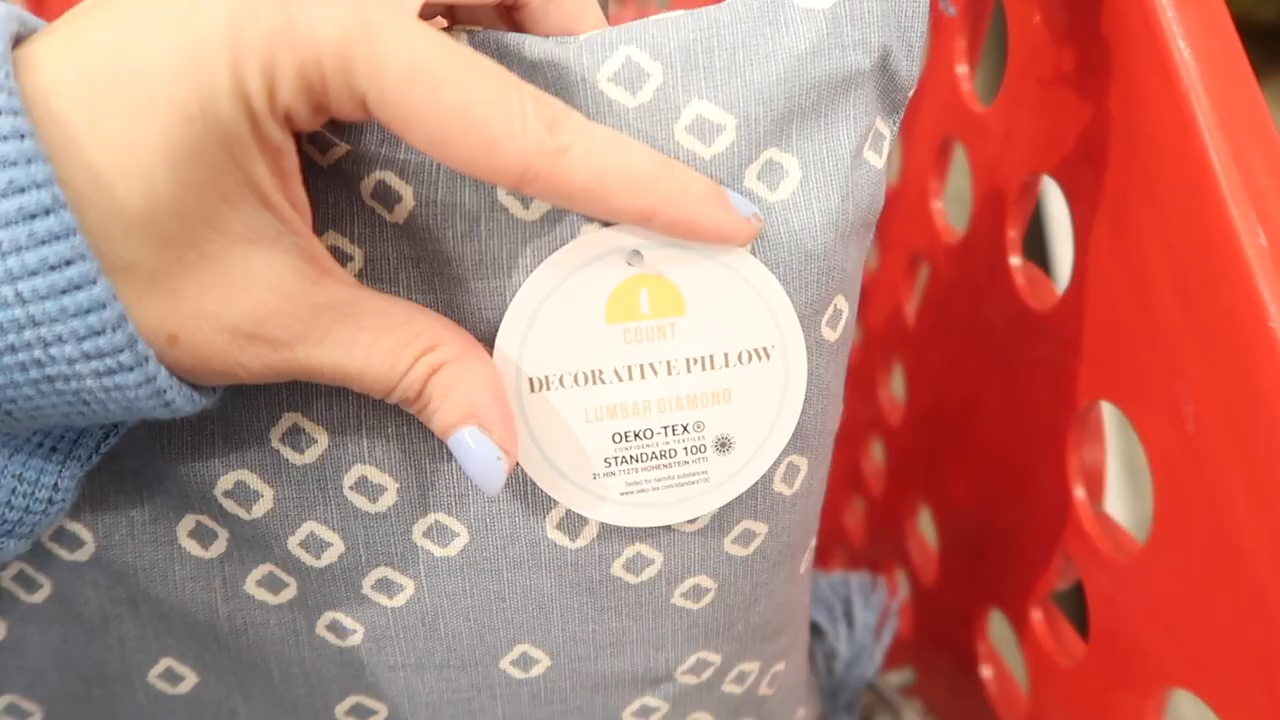 1
COUNT
DECORATIVE PILLOW
LUMBAR DIAMOND
OEKO-TEX®
CONFIDENCE IN TEXTILES
STANDARD 100
21.HIN.71270 HOHENSTEIN HTTI
Tested for harmful substances
www.oeko-tex.com/standard100